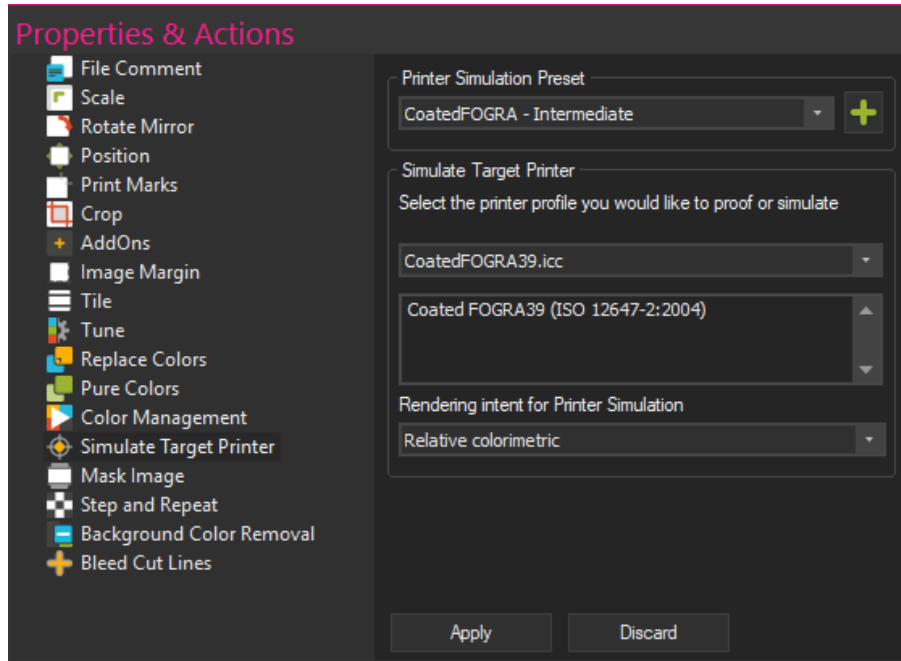 Properties & Actions
File Comment
Scale
Rotate Mirror
Position
Print Marks
Crop
AddOns
Image Margin
Tile
Tune
Replace Colors
Pure Colors
Color Management
Simulate Target Printer
Mask Image
Step and Repeat
Background Color Removal
Bleed Cut Lines
Printer Simulation Preset
CoatedFOGRA - Intermediate
Simulate Target Printer
Select the printer profile you would like to proof or simulate
CoatedFOGRA39.icc
Coated FOGRA39 (ISO 12647-2:2004)
Rendering intent for Printer Simulation
Relative colorimetric
Apply
Discard